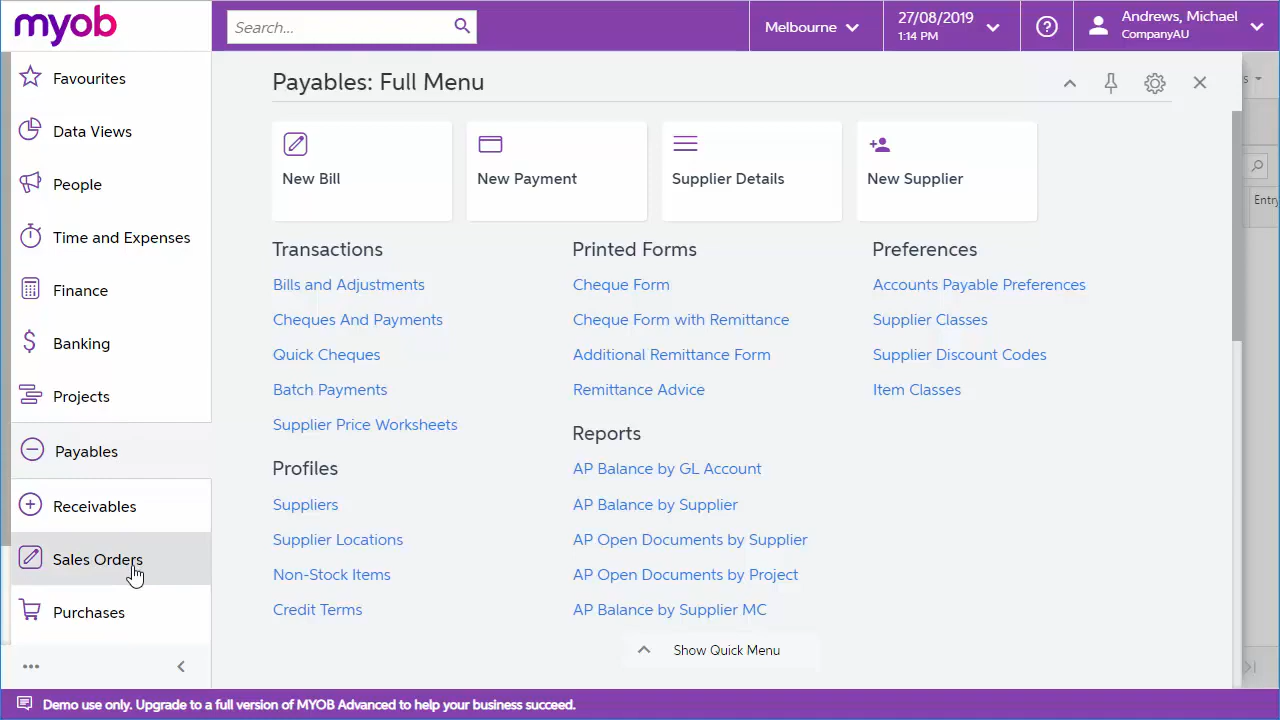 myob
Search...
Melbourne
27/08/2019
1:14 PM
Andrews, Michael
CompanyAU
Favourites
Data Views
People
Time and Expenses
Finance
Banking
Projects
Payables
Receivables
Sales Orders
Purchases
Payables: Full Menu
New Bill
New Payment
Supplier Details
New Supplier
Transactions
Bills and Adjustments
Cheques And Payments
Quick Cheques
Batch Payments
Supplier Price Worksheets
Profiles
Suppliers
Supplier Locations
Non-Stock Items
Credit Terms
Printed Forms
Cheque Form
Cheque Form with Remittance
Additional Remittance Form
Remittance Advice
Reports
AP Balance by GL Account
AP Balance by Supplier
AP Open Documents by Supplier
AP Open Documents by Project
AP Balance by Supplier MC
Preferences
Accounts Payable Preferences
Supplier Classes
Supplier Discount Codes
Item Classes
Show Quick Menu
Entry
Demo use only. Upgrade to a full version of MYOB Advanced to help your business succeed.